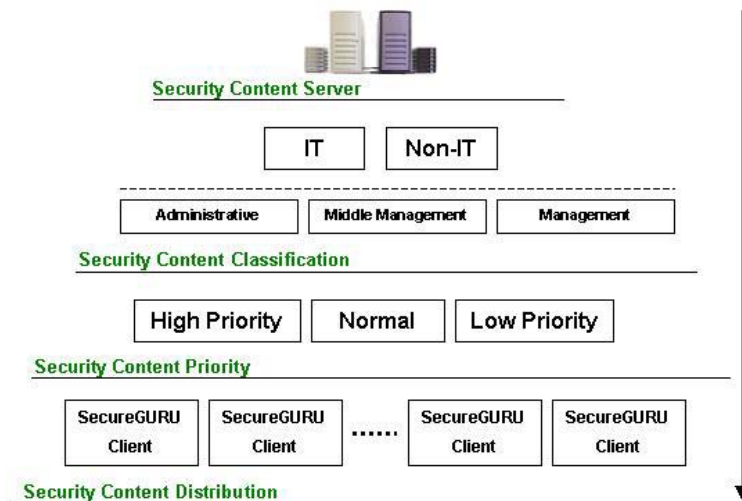 Security Content Server
IT
Non-IT
Administrative
Middle Management
Management
Security Content Classification
High Priority
Normal
Low Priority
Security Content Priority
SecureGURU
Client
SecureGURU
Client
......
SecureGURU
Client
SecureGURU
Client
Security Content Distribution